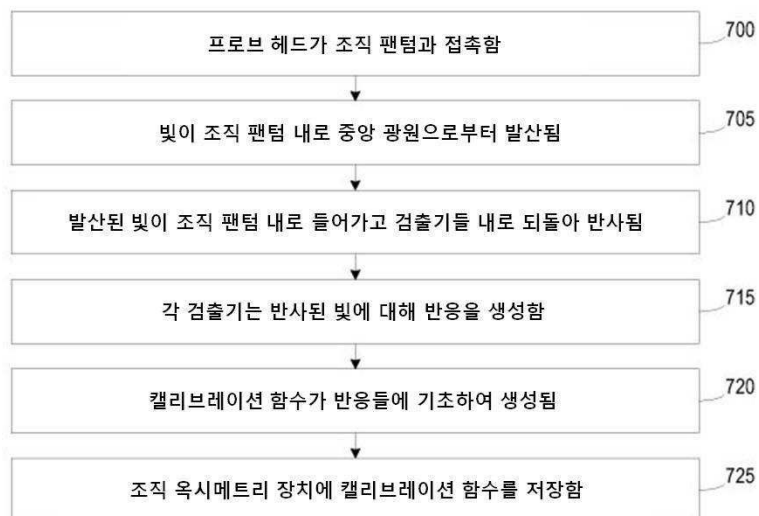 프로브 헤드가 조직 팬텀과 접촉함
700
빛이 조직 팬텀 내로 중앙 광원으로부터 발산됨
705
발산된 빛이 조직 팬텀 내로 들어가고 검출기들 내로 되돌아 반사됨
710
각 검출기는 반사된 빛에 대해 반응을 생성함
715
캘리브레이션 함수가 반응들에 기초하여 생성됨
720
조직 옥시메트리 장치에 캘리브레이션 함수를 저장함
725